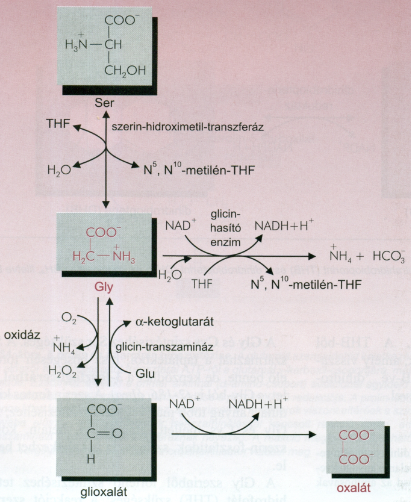 COO⁻
H₃N⁺—CH
CH₂OH
Ser
THF
szerin-hidroximetil-transzferáz
H₂O
N⁵, N¹⁰-metilén-THF
COO⁻
H₂C—NH₃⁺
Gly
NAD⁺
glicin-
hasító
enzim
NADH+H⁺
H₂O
THF
N⁵, N¹⁰-metilén-THF
NH₄⁺ + HCO₃⁻
oxidáz
O₂
NH₄⁺
H₂O₂
α-ketoglutarát
glicin-transzamináz
Glu
COO⁻
C=O
H
glioxalát
NAD⁺
NADH+H⁺
COO⁻
COO⁻
oxalát